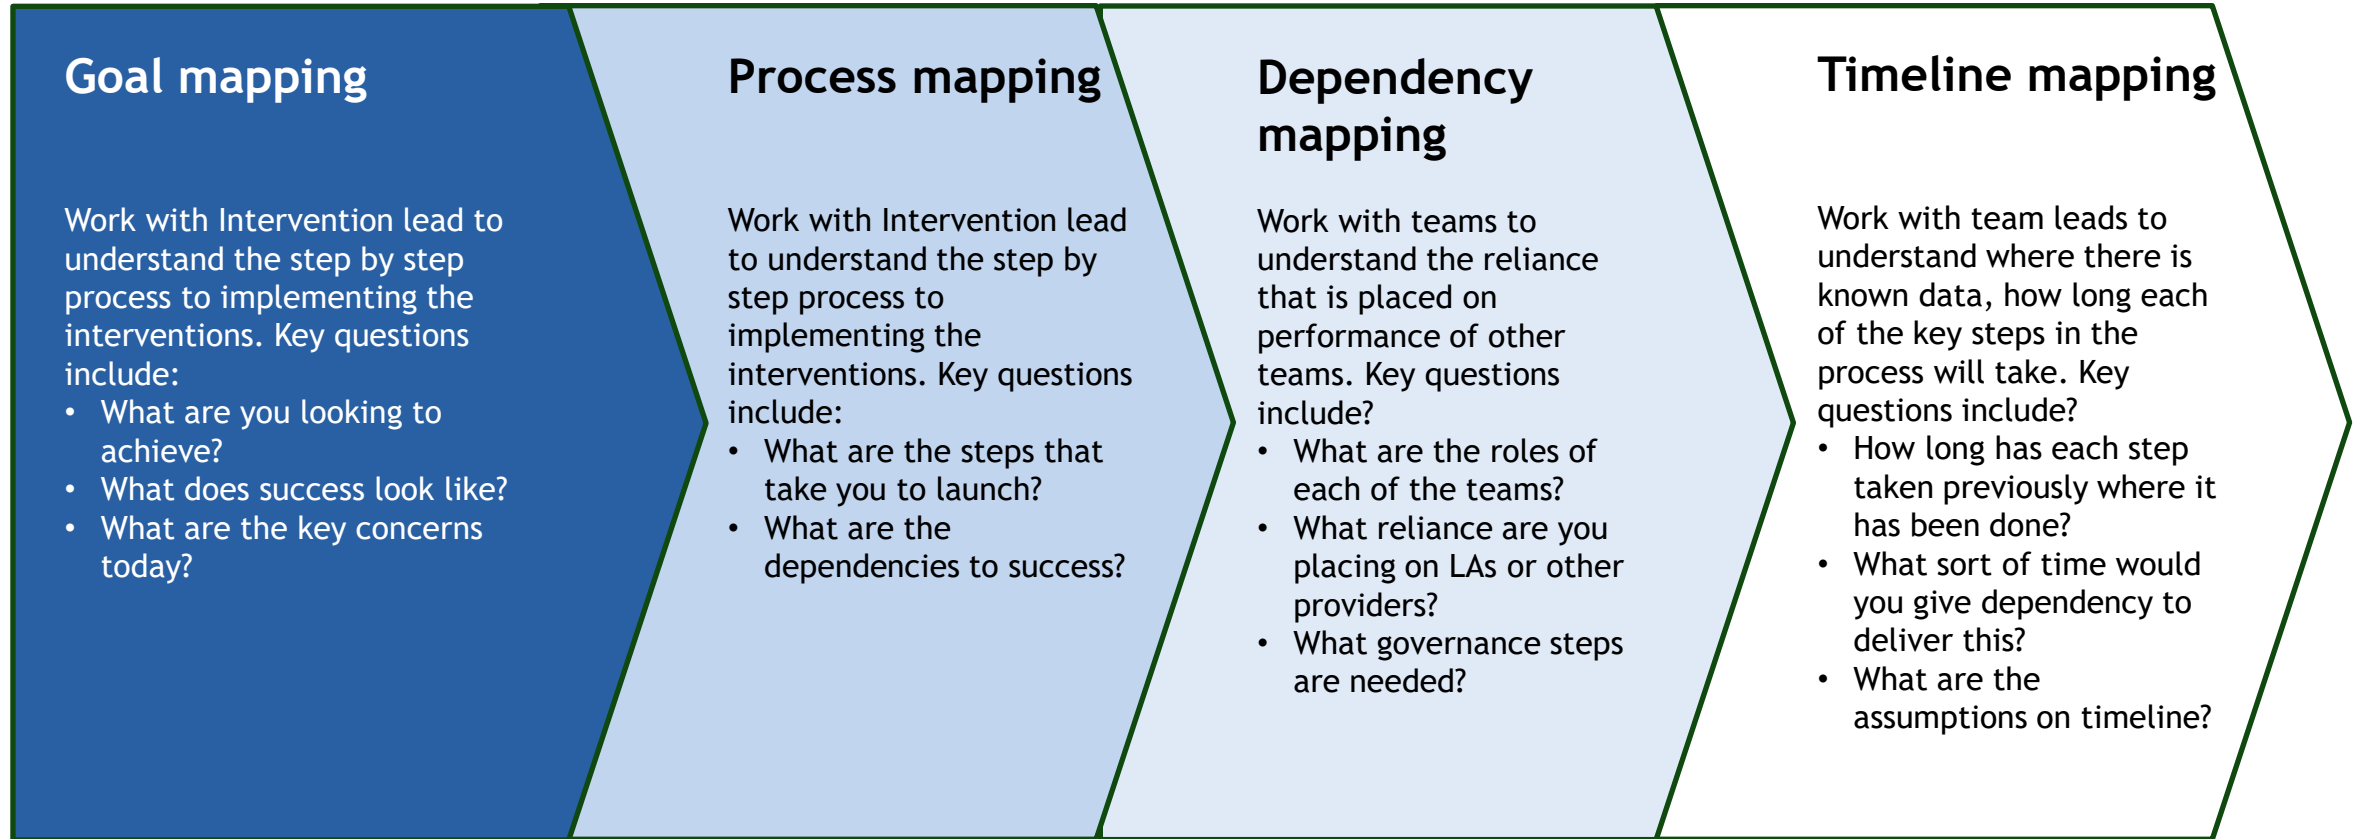 Goal mapping
Work with Intervention lead to
understand the step by step
process to implementing the
interventions. Key questions
include:
• What are you looking to
achieve?
• What does success look like?
• What are the key concerns
today?
Process mapping
Work with Intervention lead
to understand the step by
step process to
implementing the
interventions. Key questions
include:
• What are the steps that
take you to launch?
• What are the
dependencies to success?
Dependency
mapping
Work with teams to
understand the reliance
that is placed on
performance of other
teams. Key questions
include?
• What are the roles of
each of the teams?
• What reliance are you
placing on LAs or other
providers?
• What governance steps
are needed?
Timeline mapping
Work with team leads to
understand where there is
known data, how long each
of the key steps in the
process will take. Key
questions include?
• How long has each step
taken previously where it
has been done?
• What sort of time would
you give dependency to
deliver this?
• What are the
assumptions on timeline?